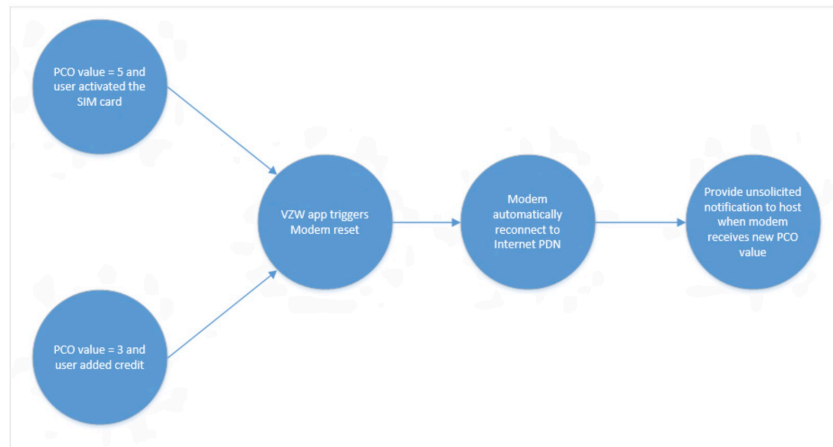 PCO value = 5 and
user activated the
SIM card
VZW app triggers
Modem reset
Modem
automatically
reconnect to
Internet PDN
Provide unsolicited
notification to host
when modem
receives new PCO
value
PCO value = 3 and
user added credit